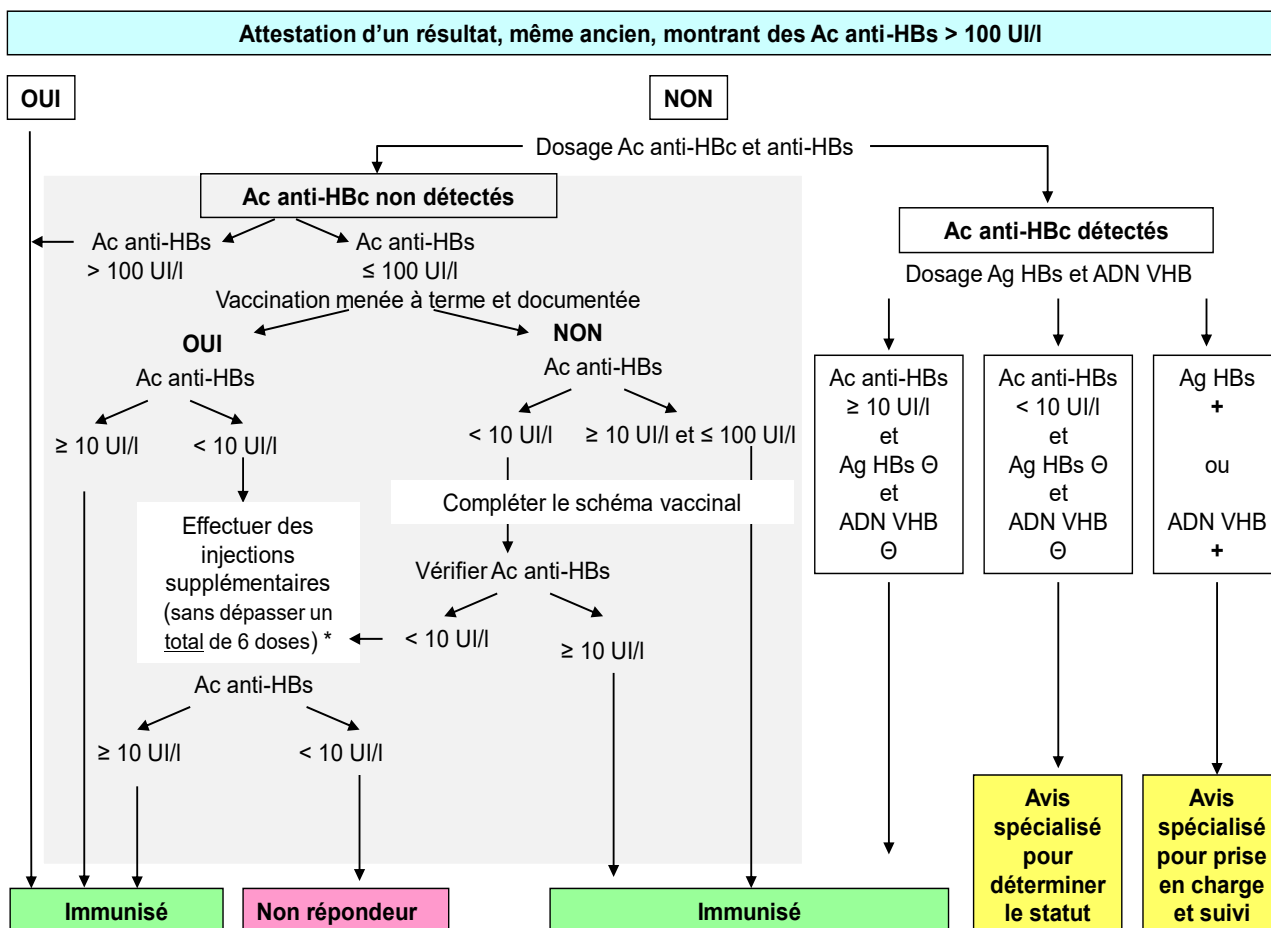 Attestation d'un résultat, même ancien, montrant des Ac anti-HBs > 100 UI/l
OUI
NON
Dosage Ac anti-HBc et anti-HBs
Ac anti-HBc non détectés
Ac anti-HBs
> 100 UI/l
Ac anti-HBs
≤ 100 UI/l
Vaccination menée à terme et documentée
OUI
Ac anti-HBs
≥ 10 UI/l
< 10 UI/l
Effectuer des
injections
supplémentaires
(sans dépasser un
total de 6 doses) *
Ac anti-HBs
≥ 10 UI/l
< 10 UI/l
NON
Ac anti-HBs
< 10 UI/l
≥ 10 UI/l et ≤ 100 UI/l
Compléter le schéma vaccinal
Vérifier Ac anti-HBs
< 10 UI/l
≥ 10 UI/l
Ac anti-HBc détectés
Dosage Ag HBs et ADN VHB
Ac anti-HBs
≥ 10 UI/l
et
Ag HBs Θ
et
ADN VHB
Θ
Ac anti-HBs
< 10 UI/l
et
Ag HBs Θ
et
ADN VHB
Θ
Ag HBs
+
ou
ADN VHB
+
Immunisé
Non répondeur
Immunisé
Avis
spécialisé
pour
déterminer
le statut
Avis
spécialisé
pour prise
en charge
et suivi